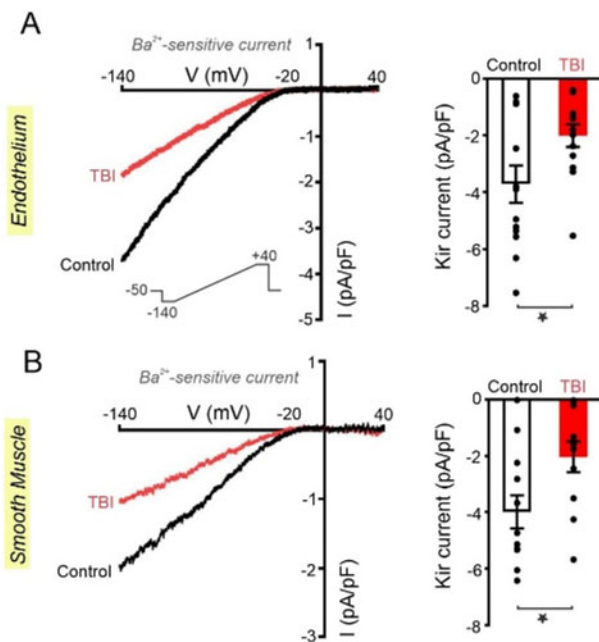 A
Endothelium
Ba²⁺-sensitive current
V (mV)
-140
-20
40
1
-1
-2
-3
-4
-5
I (pA/pF)
TBI
Control
-50
-140
+40
Control
TBI
0
-2
-4
-6
-8
Kir current (pA/pF)
*
B
Smooth Muscle
Ba²⁺-sensitive current
V (mV)
-140
-20
40
1
-1
-2
-3
I (pA/pF)
TBI
Control
Control
TBI
0
-2
-4
-6
-8
Kir current (pA/pF)
*